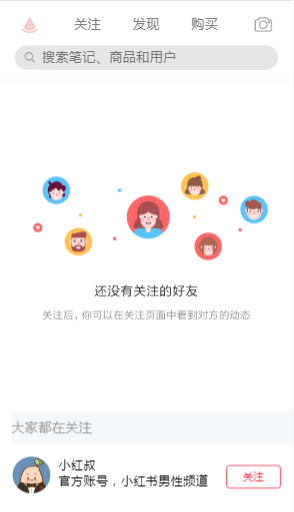 关注 发现 购买
搜索笔记、商品和用户
还没有关注的好友
关注后，你可以在关注页面中看到对方的动态
大家都在关注
小红叔
官方账号，小红书男性频道
关注